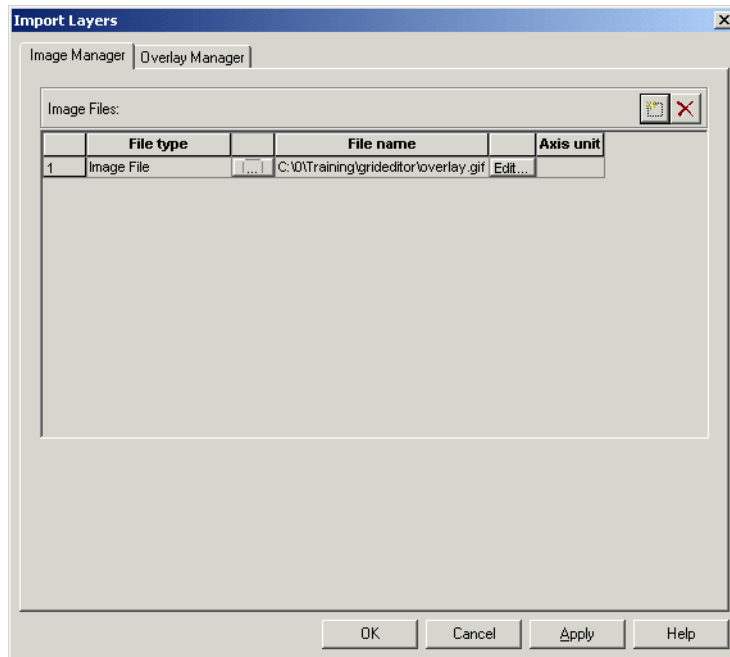 Import Layers
Image Manager Overlay Manager
Image Files:
File type File name Axis unit
1 Image File ... C:\0\Training\grideditor\overlay.gif Edit...
OK Cancel Apply Help